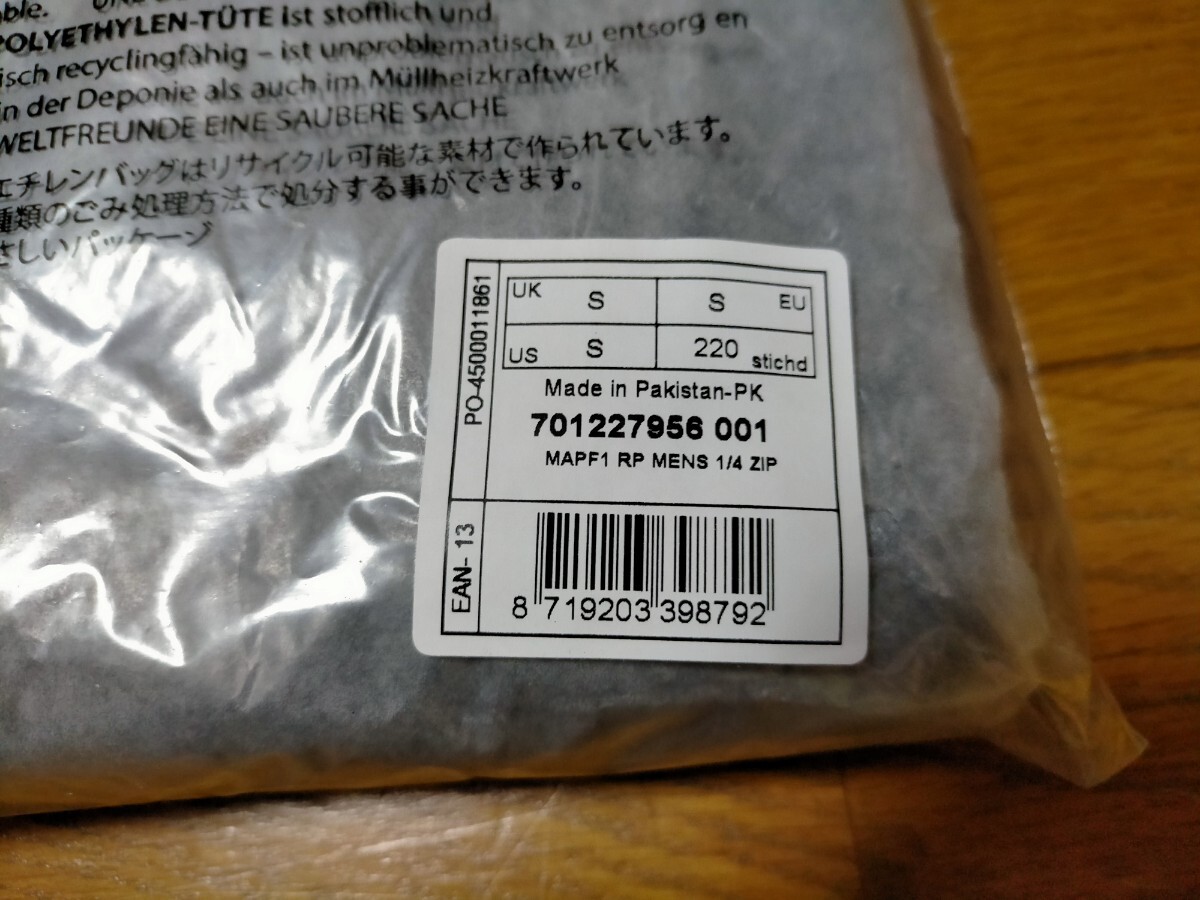 POLYETHYLEN-TÜTE ist stofflich und
recyclingfähig – ist unproblematisch zu entsorg en
in der Deponie als auch im Müllheizkraftwerk
WELTFREUNDE EINE SAUBERE SACHE
エチレンバッグはリサイクル可能な素材で作られています。
種類のごみ処理方法で処分する事ができます。
さしいパッケージ
PO-4500011861
UK S S EU
US S 220 stichd
Made in Pakistan-PK
701227956 001
MAPF1 RP MENS 1/4 ZIP
EAN- 13
8 719203 398792